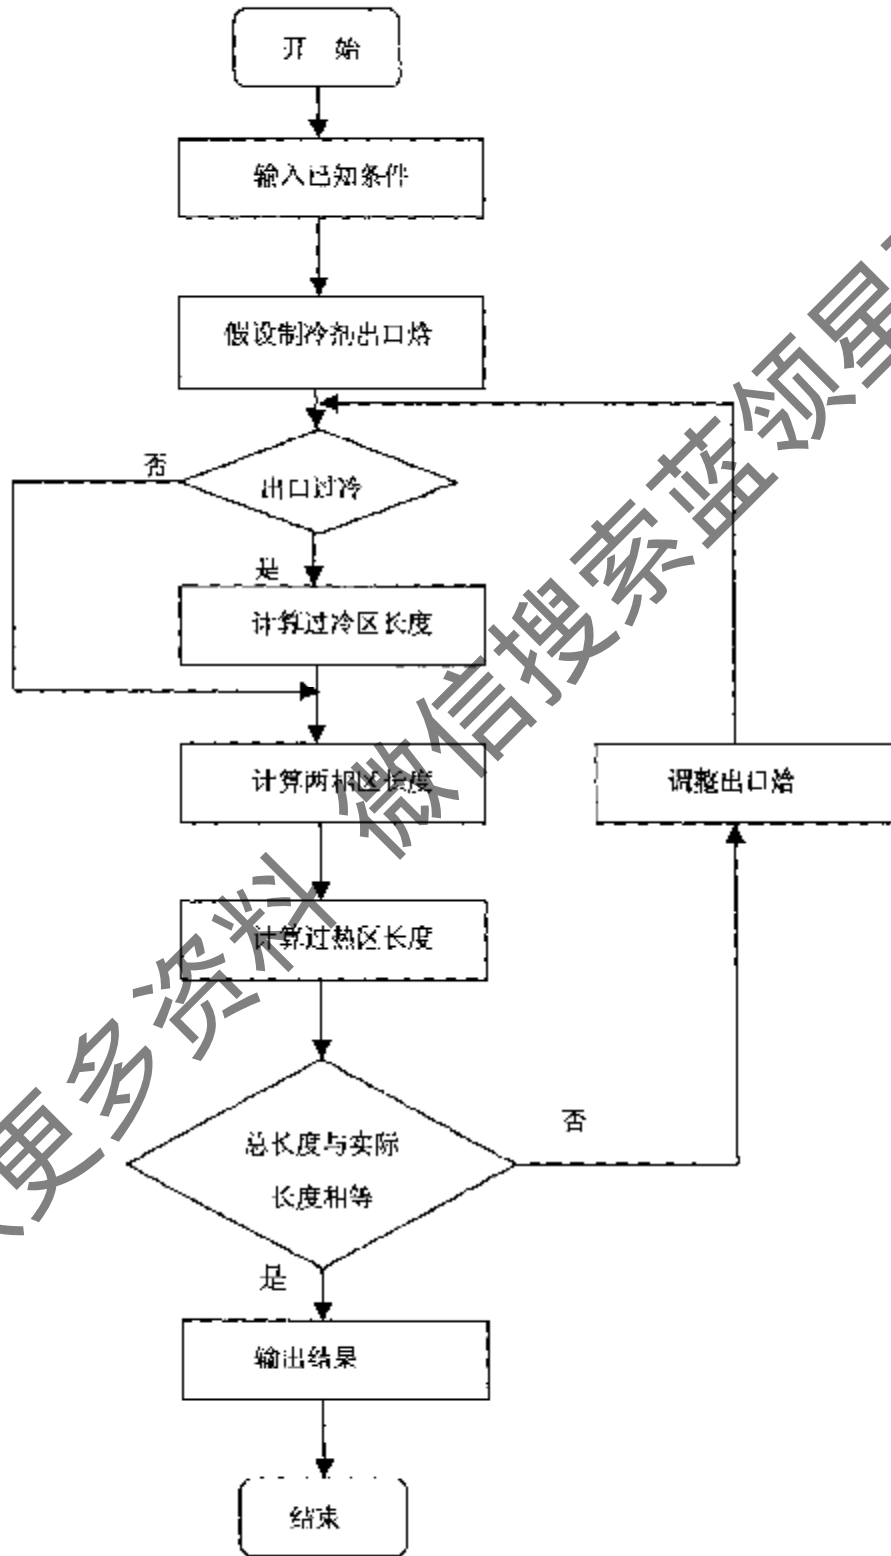 开 始
输入已知条件
假设制冷剂出口焓
否
出口过冷
是
计算过冷区长度
计算两相区长度
调整出口焓
计算过热区长度
总长度与实际
长度相等
否
是
输出结果
结束
更多资料 微信搜索蓝领星